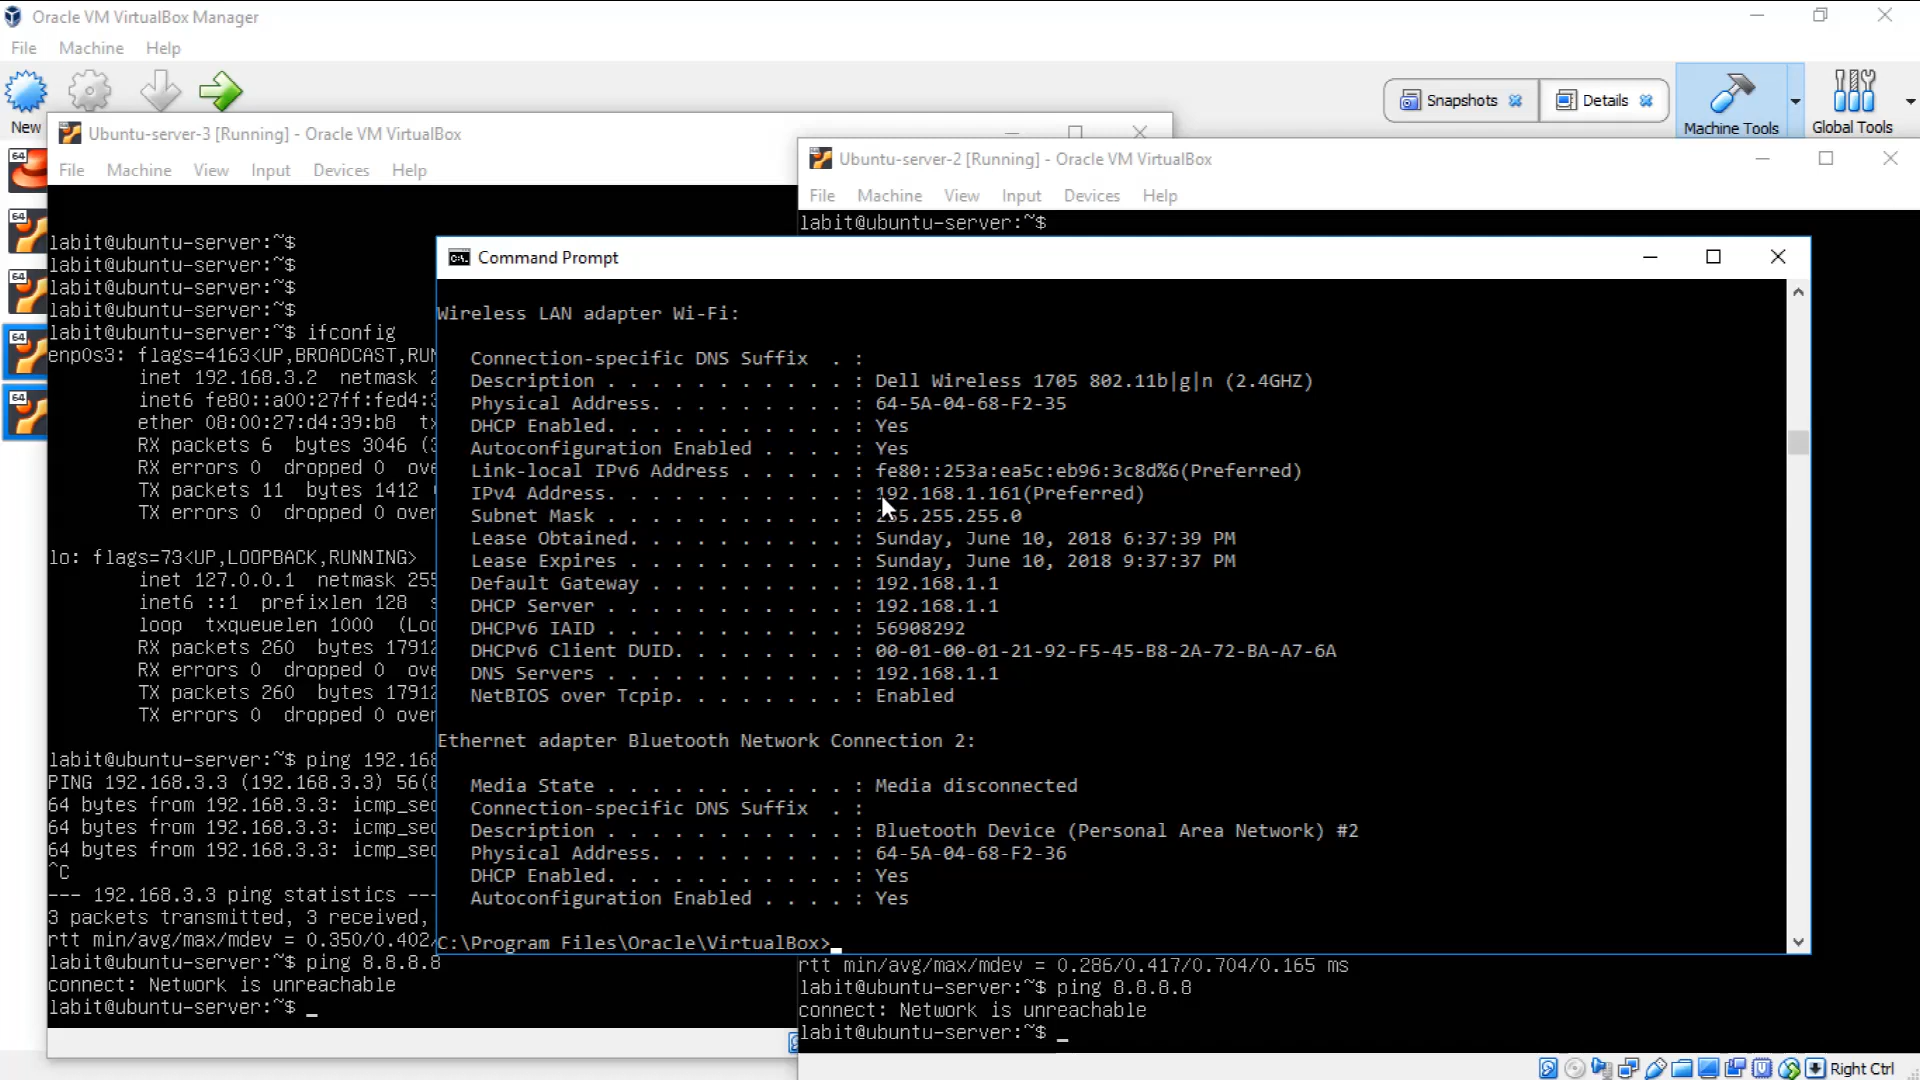 Oracle VM VirtualBox Manager
File Machine Help
New
Snapshots
Details
Machine Tools
Global Tools
64
64
64
64
64
Ubuntu-server-3 [Running] - Oracle VM VirtualBox
File Machine View Input Devices Help
labit@ubuntu-server:~$
labit@ubuntu-server:~$
labit@ubuntu-server:~$
labit@ubuntu-server:~$
labit@ubuntu-server:~$ ifconfig
enp0s3: flags=4163<UP,BROADCAST,RUN
inet 192.168.3.2 netmask 2
inet6 fe80::a00:27ff:fed4:3
ether 08:00:27:d4:39:b8 tx
RX packets 6 bytes 3046 (3
RX errors 0 dropped 0 ove
TX packets 11 bytes 1412 (
TX errors 0 dropped 0 over
lo: flags=73<UP,LOOPBACK,RUNNING>
inet 127.0.0.1 netmask 255
inet6 ::1 prefixlen 128 s
loop txqueuelen 1000 (Loc
RX packets 260 bytes 17912
RX errors 0 dropped 0 ove
TX packets 260 bytes 17912
TX errors 0 dropped 0 over
labit@ubuntu-server:~$ ping 192.168
PING 192.168.3.3 (192.168.3.3) 56(8
64 bytes from 192.168.3.3: icmp_seq
64 bytes from 192.168.3.3: icmp_seq
64 bytes from 192.168.3.3: icmp_seq
^C
--- 192.168.3.3 ping statistics ---
3 packets transmitted, 3 received,
rtt min/avg/max/mdev = 0.350/0.402/
labit@ubuntu-server:~$ ping 8.8.8.8
connect: Network is unreachable
labit@ubuntu-server:~$ _
Ubuntu-server-2 [Running] - Oracle VM VirtualBox
File Machine View Input Devices Help
labit@ubuntu-server:~$
Command Prompt
Wireless LAN adapter Wi-Fi:
Connection-specific DNS Suffix . :
Description . . . . . . . . . . . : Dell Wireless 1705 802.11b|g|n (2.4GHZ)
Physical Address. . . . . . . . . : 64-5A-04-68-F2-35
DHCP Enabled. . . . . . . . . . . : Yes
Autoconfiguration Enabled . . . . : Yes
Link-local IPv6 Address . . . . . : fe80::253a:ea5c:eb96:3c8d%6(Preferred)
IPv4 Address. . . . . . . . . . . : 192.168.1.161(Preferred)
Subnet Mask . . . . . . . . . . . : 255.255.255.0
Lease Obtained. . . . . . . . . . : Sunday, June 10, 2018 6:37:39 PM
Lease Expires . . . . . . . . . . : Sunday, June 10, 2018 9:37:37 PM
Default Gateway . . . . . . . . . : 192.168.1.1
DHCP Server . . . . . . . . . . . : 192.168.1.1
DHCPv6 IAID . . . . . . . . . . . : 56908292
DHCPv6 Client DUID. . . . . . . . : 00-01-00-01-21-92-F5-45-B8-2A-72-BA-A7-6A
DNS Servers . . . . . . . . . . . : 192.168.1.1
NetBIOS over Tcpip. . . . . . . . : Enabled
Ethernet adapter Bluetooth Network Connection 2:
Media State . . . . . . . . . . . : Media disconnected
Connection-specific DNS Suffix . :
Description . . . . . . . . . . . : Bluetooth Device (Personal Area Network) #2
Physical Address. . . . . . . . . : 64-5A-04-68-F2-36
DHCP Enabled. . . . . . . . . . . : Yes
Autoconfiguration Enabled . . . . : Yes
C:\Program Files\Oracle\VirtualBox>_
rtt min/avg/max/mdev = 0.286/0.417/0.704/0.165 ms
labit@ubuntu-server:~$ ping 8.8.8.8
connect: Network is unreachable
labit@ubuntu-server:~$ _
Right Ctrl